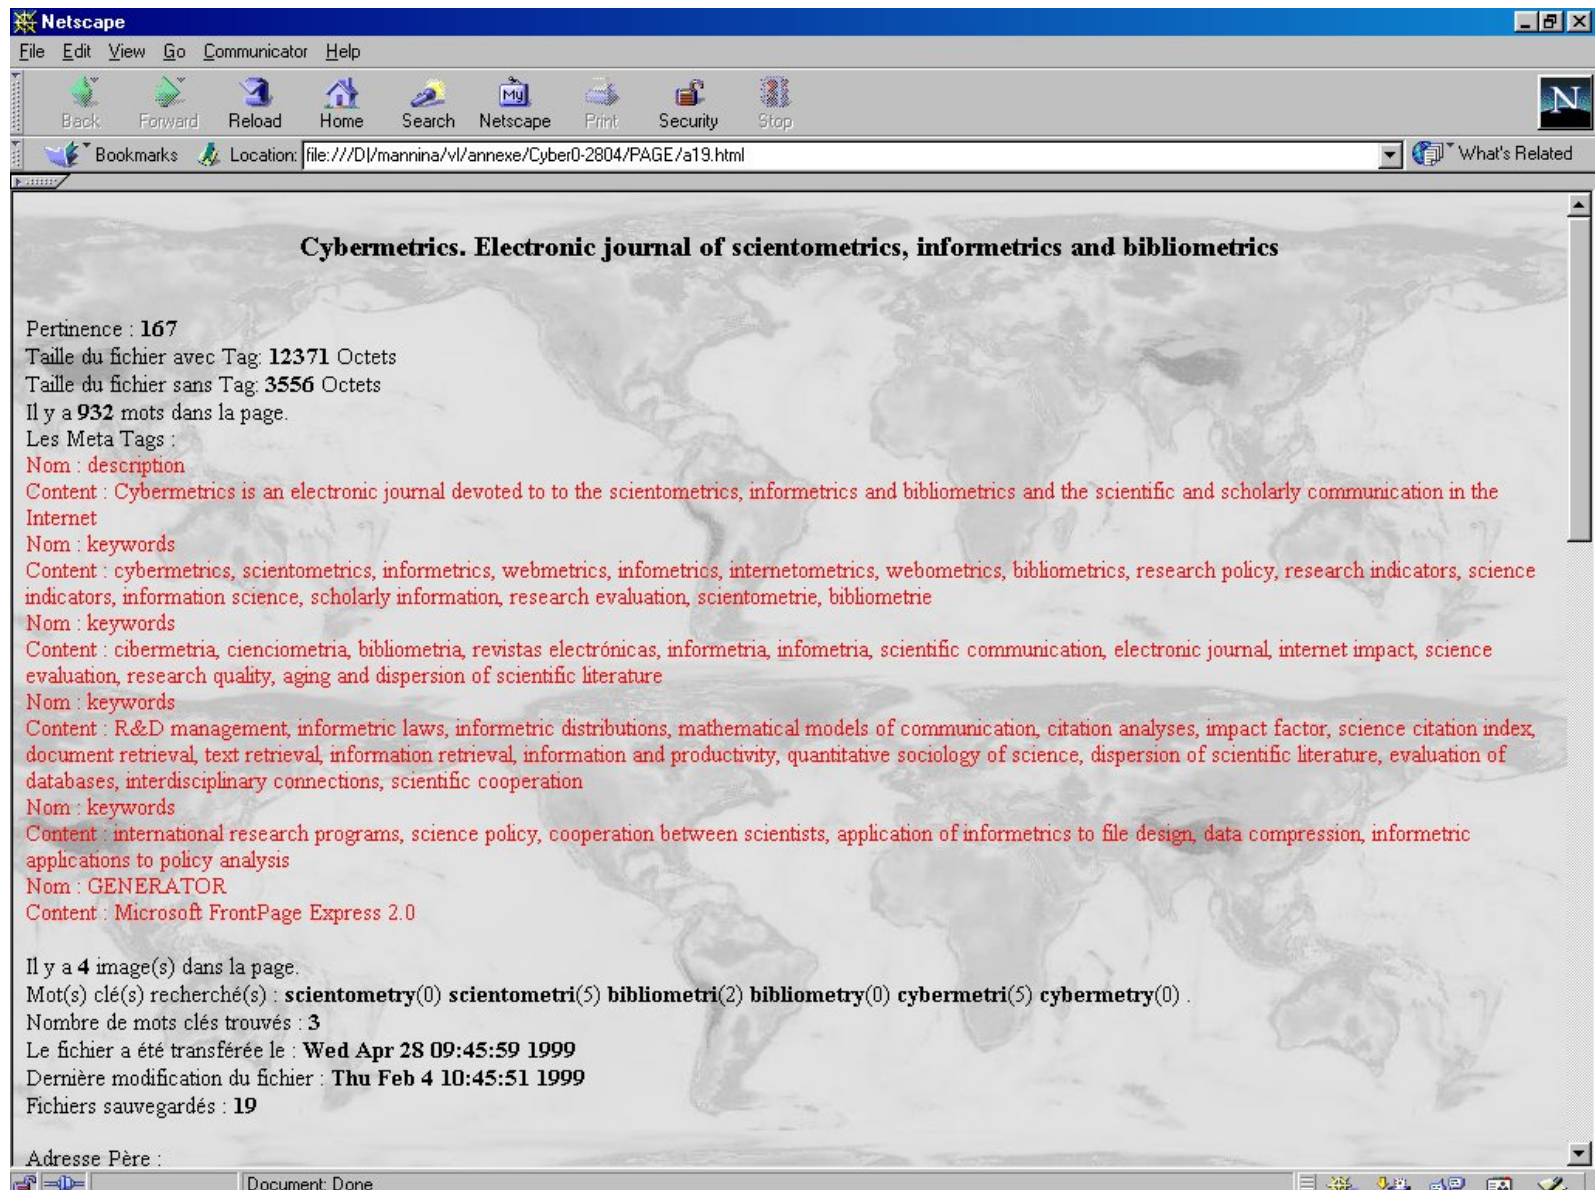 Netscape
File Edit View Go Communicator Help
Back Forward Reload Home Search Netscape Print Security Stop
My
N
Bookmarks Location: file:///D|/mannina/vl/annexe/Cyber0-2804/PAGE/a19.html What's Related
Cybermetrics. Electronic journal of scientometrics, informetrics and bibliometrics
Pertinence : 167
Taille du fichier avec Tag: 12371 Octets
Taille du fichier sans Tag: 3556 Octets
Il y a 932 mots dans la page.
Les Meta Tags :
Nom : description
Content : Cybermetrics is an electronic journal devoted to to the scientometrics, informetrics and bibliometrics and the scientific and scholarly communication in the
Internet
Nom : keywords
Content : cybermetrics, scientometrics, informetrics, webmetrics, infometrics, internetometrics, webometrics, bibliometrics, research policy, research indicators, science
indicators, information science, scholarly information, research evaluation, scientometrie, bibliometrie
Nom : keywords
Content : cibermetria, cienciometria, bibliometria, revistas electrónicas, informetria, infometria, scientific communication, electronic journal, internet impact, science
evaluation, research quality, aging and dispersion of scientific literature
Nom : keywords
Content : R&D management, informetric laws, informetric distributions, mathematical models of communication, citation analyses, impact factor, science citation index,
document retrieval, text retrieval, information retrieval, information and productivity, quantitative sociology of science, dispersion of scientific literature, evaluation of
databases, interdisciplinary connections, scientific cooperation
Nom : keywords
Content : international research programs, science policy, cooperation between scientists, application of informetrics to file design, data compression, informetric
applications to policy analysis
Nom : GENERATOR
Content : Microsoft FrontPage Express 2.0
Il y a 4 image(s) dans la page.
Mot(s) clé(s) recherché(s) : scientometry(0) scientometri(5) bibliometri(2) bibliometry(0) cybermetri(5) cybermetry(0) .
Nombre de mots clés trouvés : 3
Le fichier a été transférée le : Wed Apr 28 09:45:59 1999
Dernière modification du fichier : Thu Feb 4 10:45:51 1999
Fichiers sauvegardés : 19
Adresse Père :
Document: Done